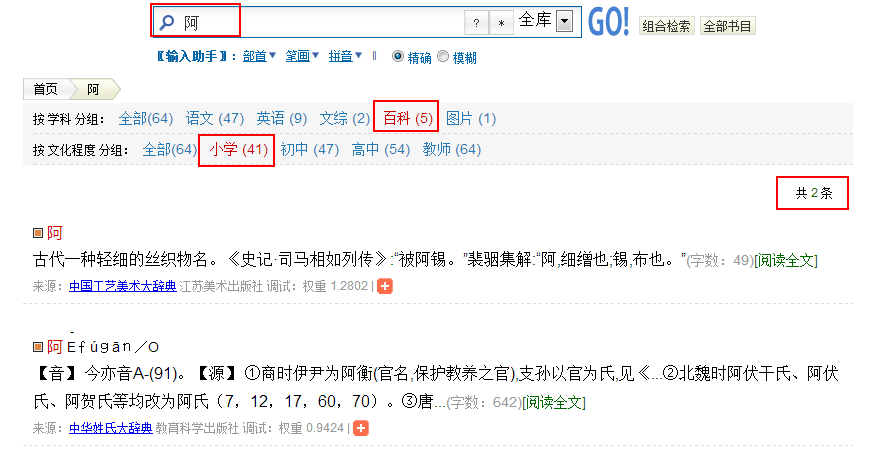 阿 ? * 全库 GO! 组合检索 全部书目
〖输入助手〗: 部首 笔画 拼音 ‖ 精确 模糊
首页 阿
按学科分组: 全部(64) 语文 (47) 英语 (9) 文综 (2) 百科 (5) 图片 (1)
按文化程度分组: 全部(64) 小学 (41) 初中 (47) 高中 (54) 教师 (64)
共 2 条
阿
古代一种轻细的丝织物名。《史记·司马相如列传》:“被阿锡。”裴骃集解:“阿,细缯也;锡,布也。”(字数：49)[阅读全文]
来源：中国工艺美术大辞典 江苏美术出版社 调试：权重 1.2802 | +
阿 Ēfúgān／O
【音】 今亦音A-(91)。【源】 ①商时伊尹为阿衡(官名,保护教养之官),支孙以官为氏,见《...②北魏时阿伏干氏、阿伏
氏、阿贺氏等均改为阿氏（7，12，17，60，70）。③唐...(字数：642)[阅读全文]
来源：中华姓氏大辞典 教育科学出版社 调试：权重 0.9424 | +